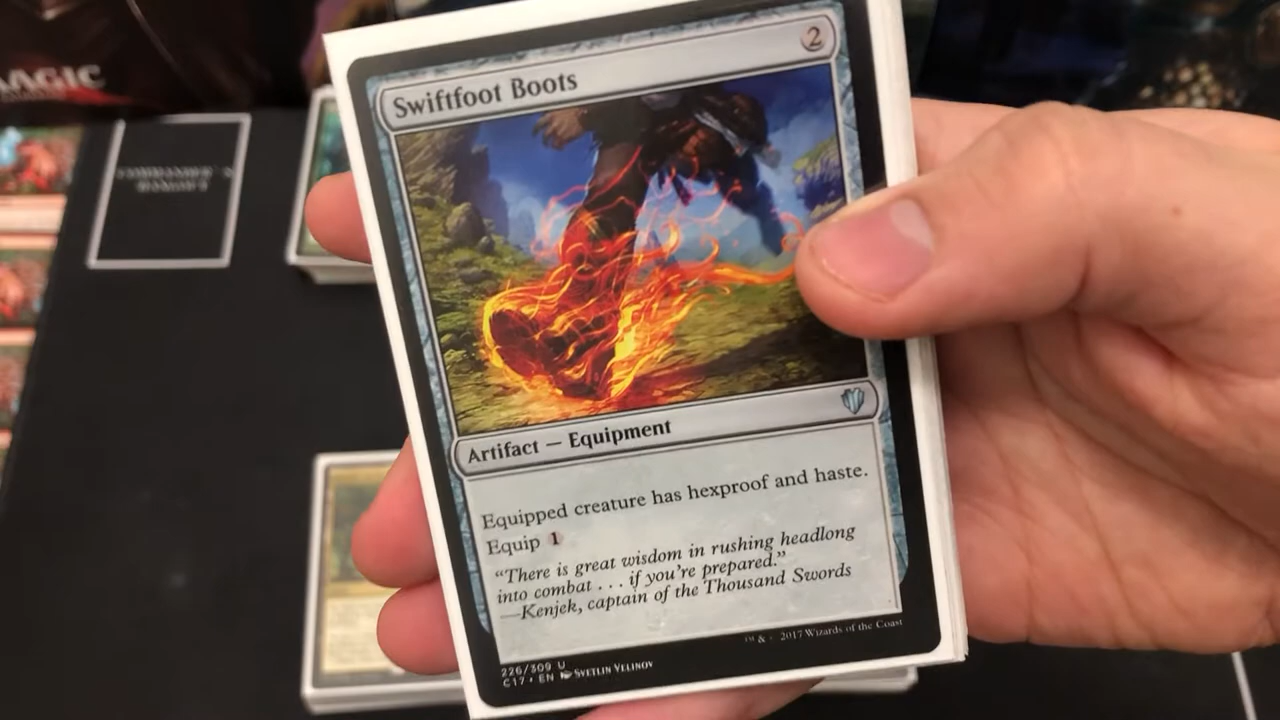 MAGIC
Swiftfoot Boots
2
Artifact — Equipment
Equipped creature has hexproof and haste.
Equip 1
“There is great wisdom in rushing headlong
into combat . . . if you’re prepared.”
—Kenjek, captain of the Thousand Swords
™ & 2017 Wizards of the Coast
226/309 U
C17 • EN Svetlin Velinov